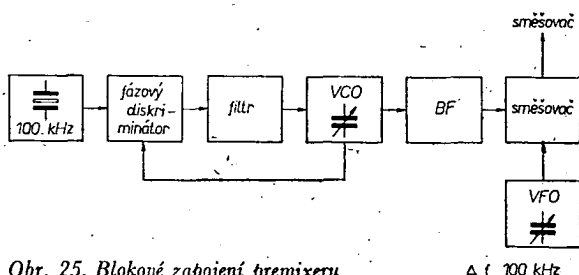 směšovač
100 kHz
fázový
diskri-
minátor
filtr
VCO
BF
směšovač
VFO
Obr. 25. Blokové zapojení premixeru
Δ f 100 kHz